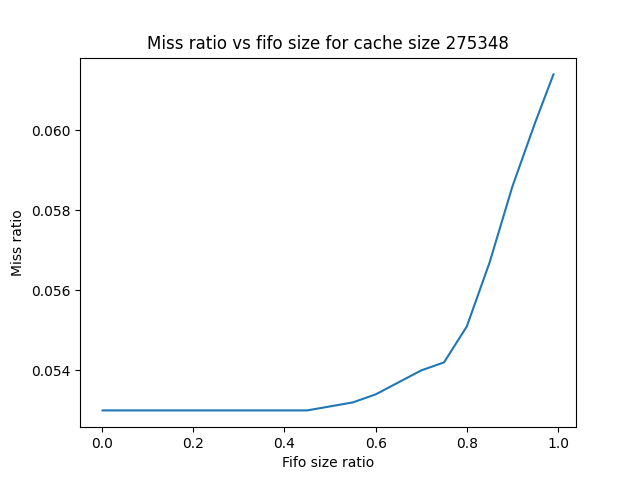 Miss ratio vs fifo size for cache size 275348
Miss ratio
0.060
0.058
0.056
0.054
0.0 0.2 0.4 0.6 0.8 1.0
Fifo size ratio